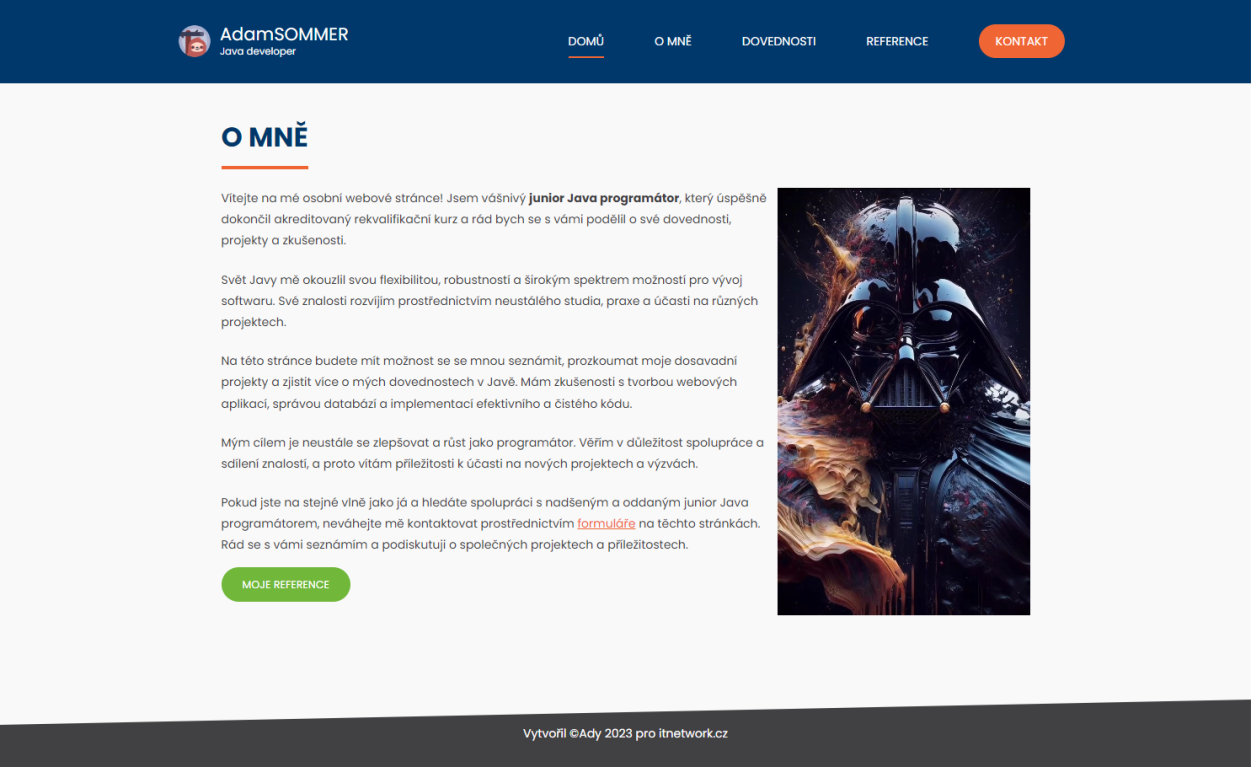 AdamSOMMER
Java developer
DOMŮ
O MNĚ
DOVEDNOSTI
REFERENCE
KONTAKT
O MNĚ
Vítejte na mé osobní webové stránce! Jsem vášnivý junior Java programátor, který úspěšně
dokončil akreditovaný rekvalifikační kurz a rád bych se s vámi podělil o své dovednosti,
projekty a zkušenosti.
Svět Javy mě okouzlil svou flexibilitou, robustností a širokým spektrem možností pro vývoj
softwaru. Své znalosti rozvíjím prostřednictvím neustálého studia, praxe a účasti na různých
projektech.
Na této stránce budete mít možnost se se mnou seznámit, prozkoumat moje dosavadní
projekty a zjistit více o mých dovednostech v Javě. Mám zkušenosti s tvorbou webových
aplikací, správou databází a implementací efektivního a čistého kódu.
Mým cílem je neustále se zlepšovat a růst jako programátor. Věřím v důležitost spolupráce a
sdílení znalostí, a proto vítám příležitosti k účasti na nových projektech a výzvách.
Pokud jste na stejné vlně jako já a hledáte spolupráci s nadšeným a oddaným junior Java
programátorem, neváhejte mě kontaktovat prostřednictvím formuláře na těchto stránkách.
Rád se s vámi seznámím a podiskutuji o společných projektech a příležitostech.
MOJE REFERENCE
Vytvořil ©Ady 2023 pro itnetwork.cz